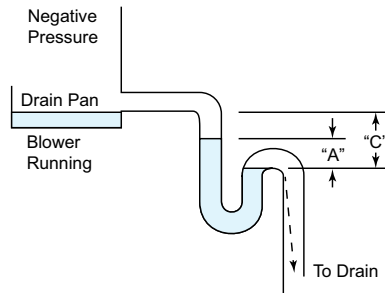 Negative
Pressure
Drain Pan
Blower
Running
“A”
“C”
To Drain